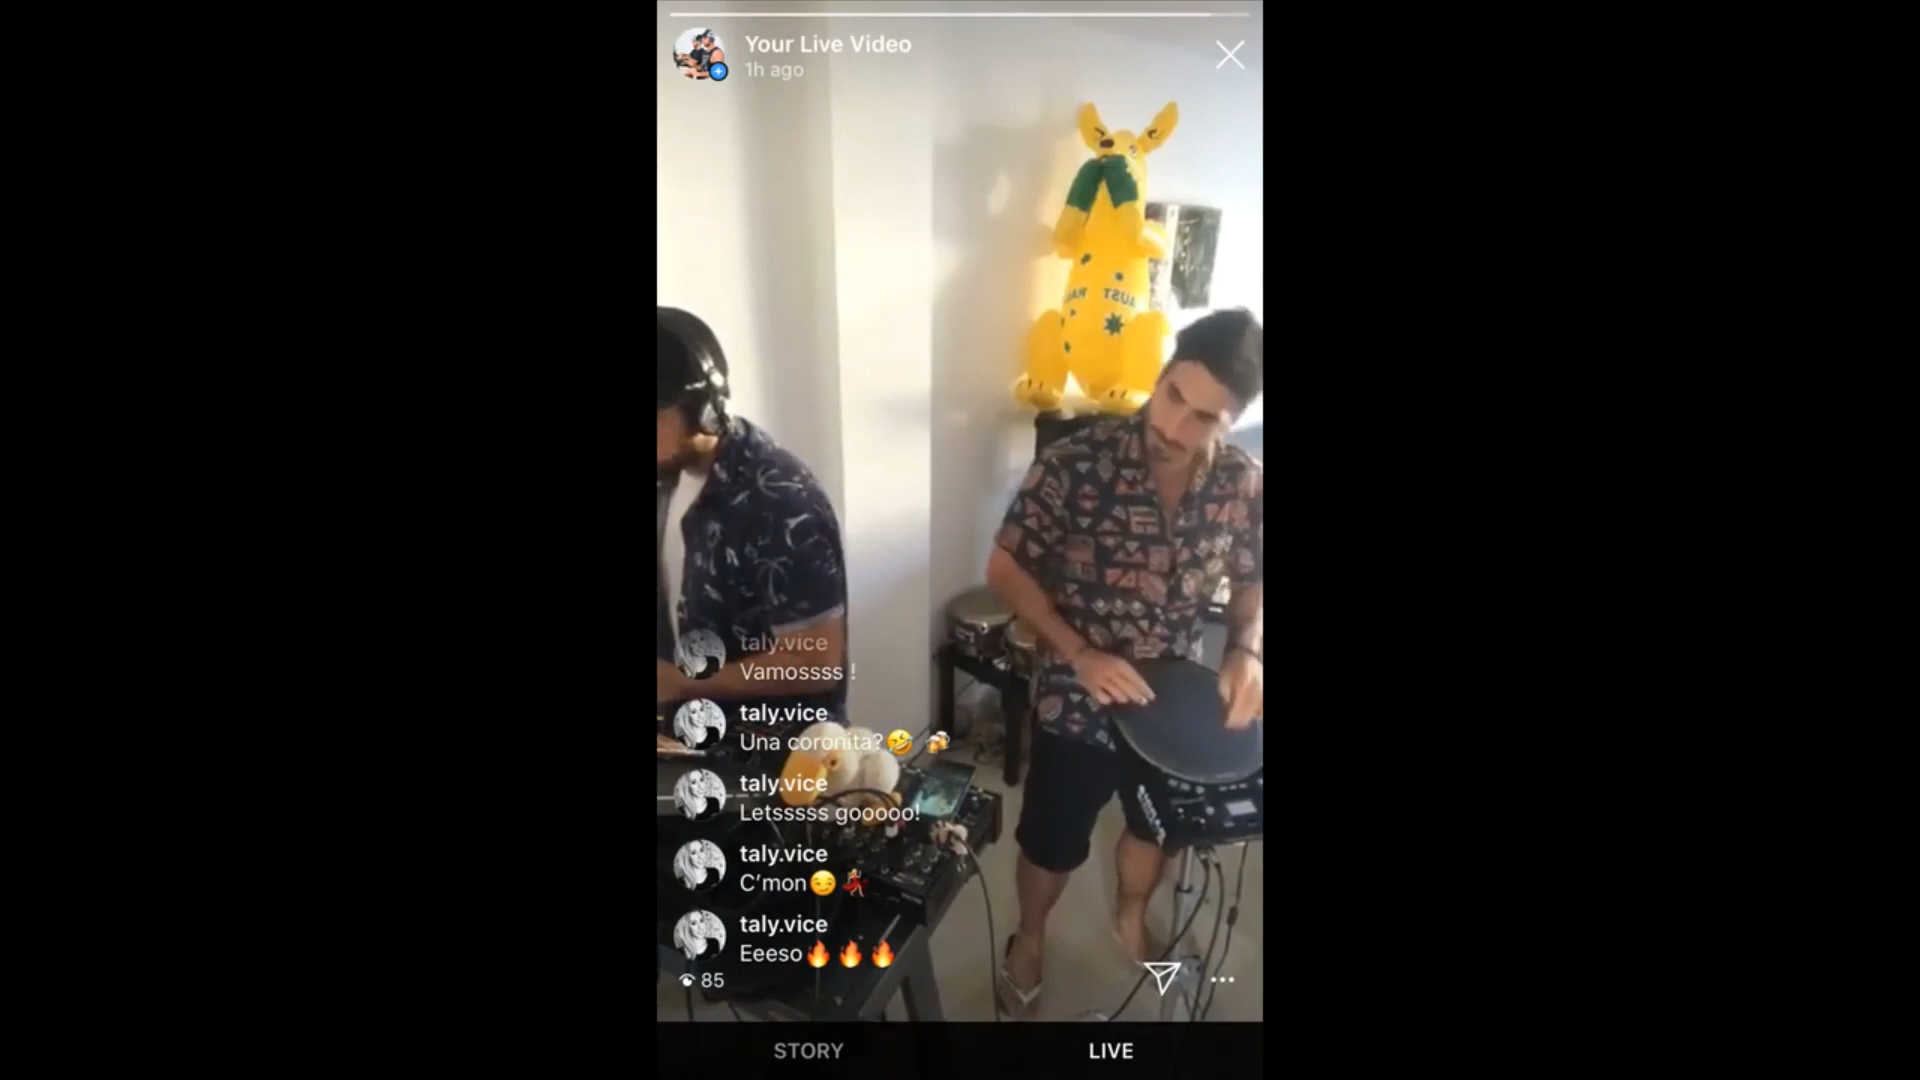 Your Live Video
1h ago
taly.vice
Vamossss !
taly.vice
Una coronita?🤣 🍻
taly.vice
Letsssss gooooo!
taly.vice
C’mon😏💃
taly.vice
Eeeso🔥🔥🔥
85
STORY
LIVE